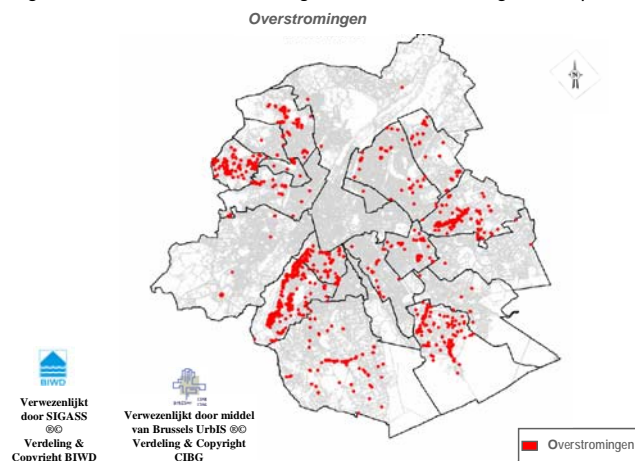 Overstromingen
N
BIWD
Verwezenlijkt
door SIGASS
®©
Verdeling &
Copyright BIWD
Verwezenlijkt door middel
van Brussels UrbIS ®©
Verdeling & Copyright
CIBG
Overstromingen